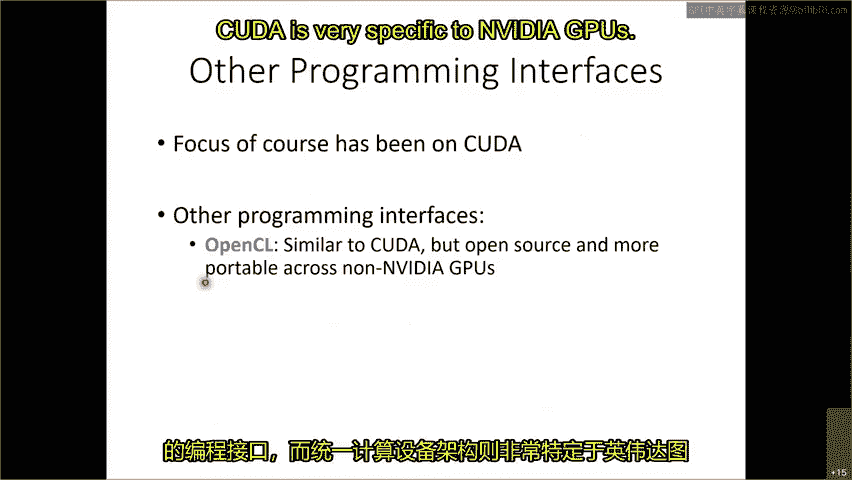 CUDA is very specific to NVIDIA GPUs.
Other Programming Interfaces
• Focus of course has been on CUDA
• Other programming interfaces:
• OpenCL: Similar to CUDA, but open source and more
portable across non-NVIDIA GPUs
的编程接口，而统一计算设备架构则非常特定于英伟达图
+15